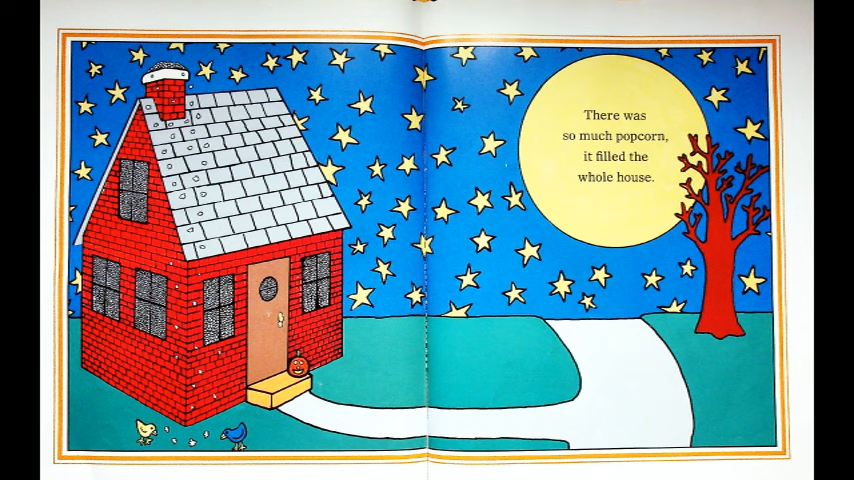 There was
so much popcorn,
it filled the
whole house.